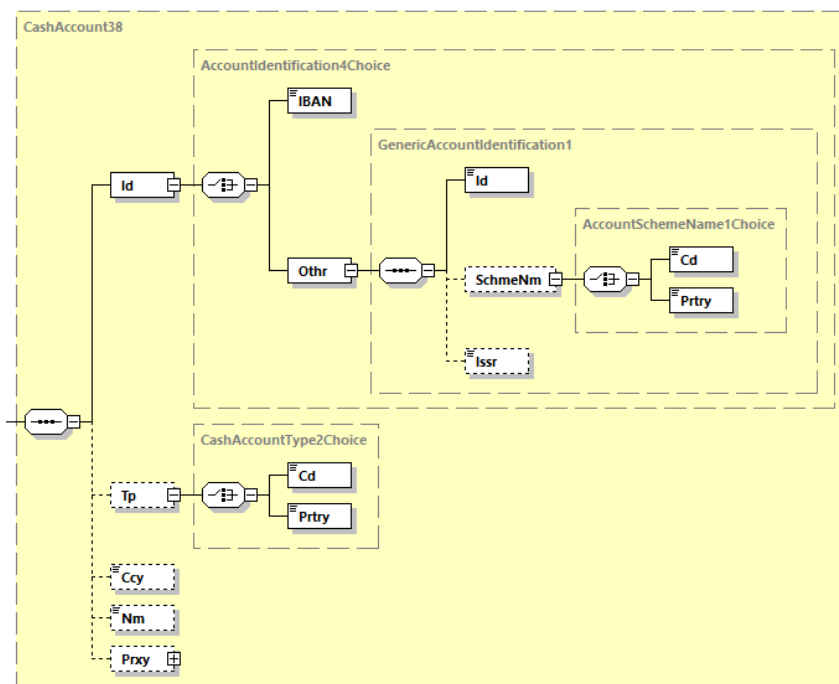 CashAccount38
AccountIdentification4Choice
IBAN
GenericAccountIdentification1
Id
Id
AccountSchemeName1Choice
Cd
Othr
SchmeNm
Prtry
Issr
CashAccountType2Choice
Cd
Tp
Prtry
Ccy
Nm
Prxy